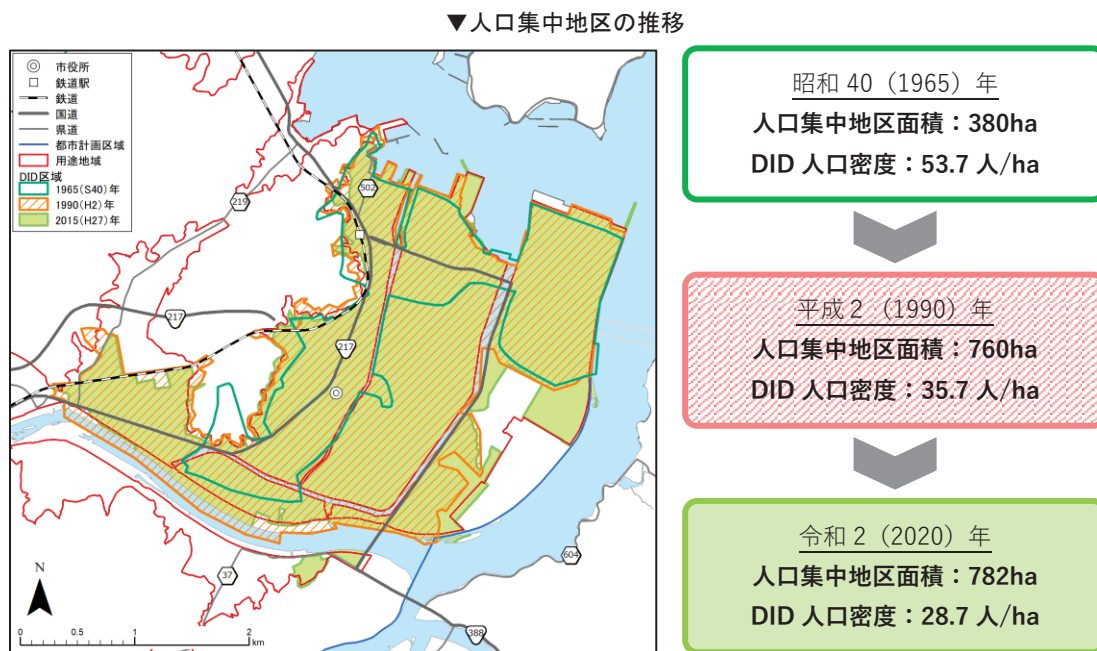 ▼人口集中地区の推移
市役所
鉄道駅
鉄道
国道
県道
都市計画区域
用途地域
DID区域
1965(S40)年
1990(H2)年
2015(H27)年
502
219
217
217
604
37
388
N
0 0.5 1 2
km
昭和 40（1965）年
人口集中地区面積：380ha
DID 人口密度：53.7 人/ha
平成 2（1990）年
人口集中地区面積：760ha
DID 人口密度：35.7 人/ha
令和 2（2020）年
人口集中地区面積：782ha
DID 人口密度：28.7 人/ha